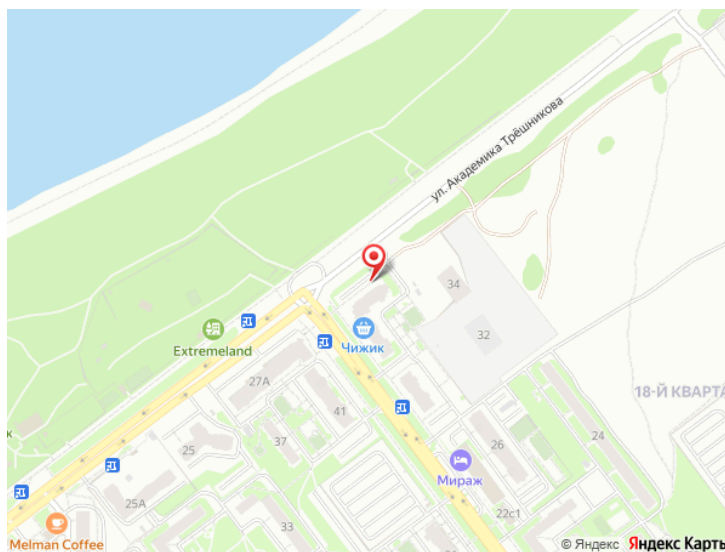 ул. Академика Трёшникова
34
32
Extremeland
Чижик
27А
41
18-Й КВАРТА
37
26
24
25
Мираж
25А
33
22с1
к
Melman Coffee
© Яндекс Яндекс Карты